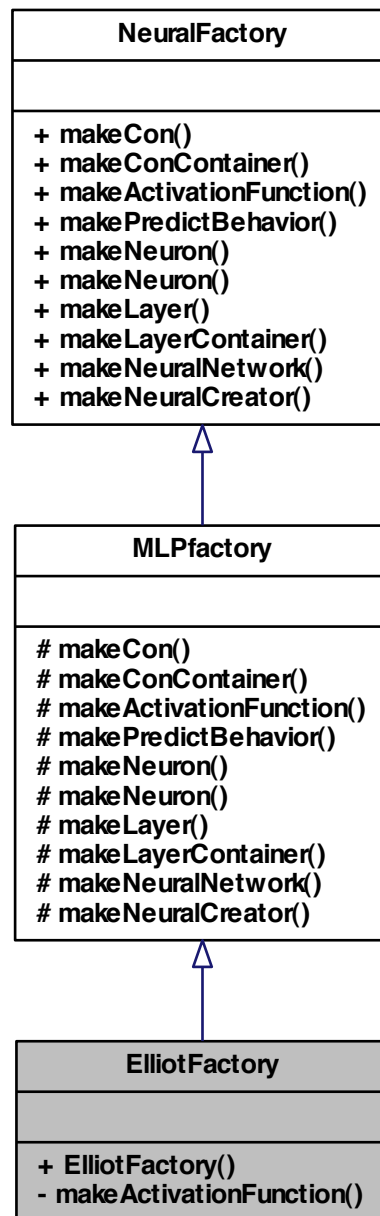 NeuralFactory
+ makeCon()
+ makeConContainer()
+ makeActivationFunction()
+ makePredictBehavior()
+ makeNeuron()
+ makeNeuron()
+ makeLayer()
+ makeLayerContainer()
+ makeNeuralNetwork()
+ makeNeuralCreator()
MLPfactory
# makeCon()
# makeConContainer()
# makeActivationFunction()
# makePredictBehavior()
# makeNeuron()
# makeNeuron()
# makeLayer()
# makeLayerContainer()
# makeNeuralNetwork()
# makeNeuralCreator()
ElliotFactory
+ ElliotFactory()
- makeActivationFunction()